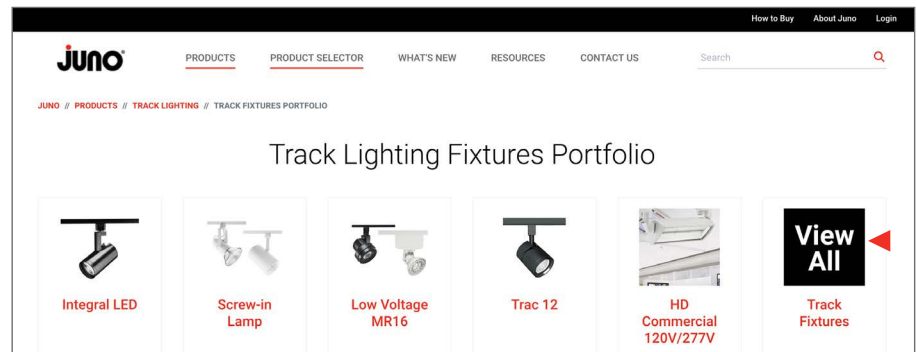 How to Buy About Juno Login
JUNO PRODUCTS PRODUCT SELECTOR WHAT'S NEW RESOURCES CONTACT US Search
JUNO // PRODUCTS // TRACK LIGHTING // TRACK FIXTURES PORTFOLIO
Track Lighting Fixtures Portfolio
View
All
Integral LED
Screw-in
Lamp
Low Voltage
MR16
Trac 12
HD
Commercial
120V/277V
Track
Fixtures